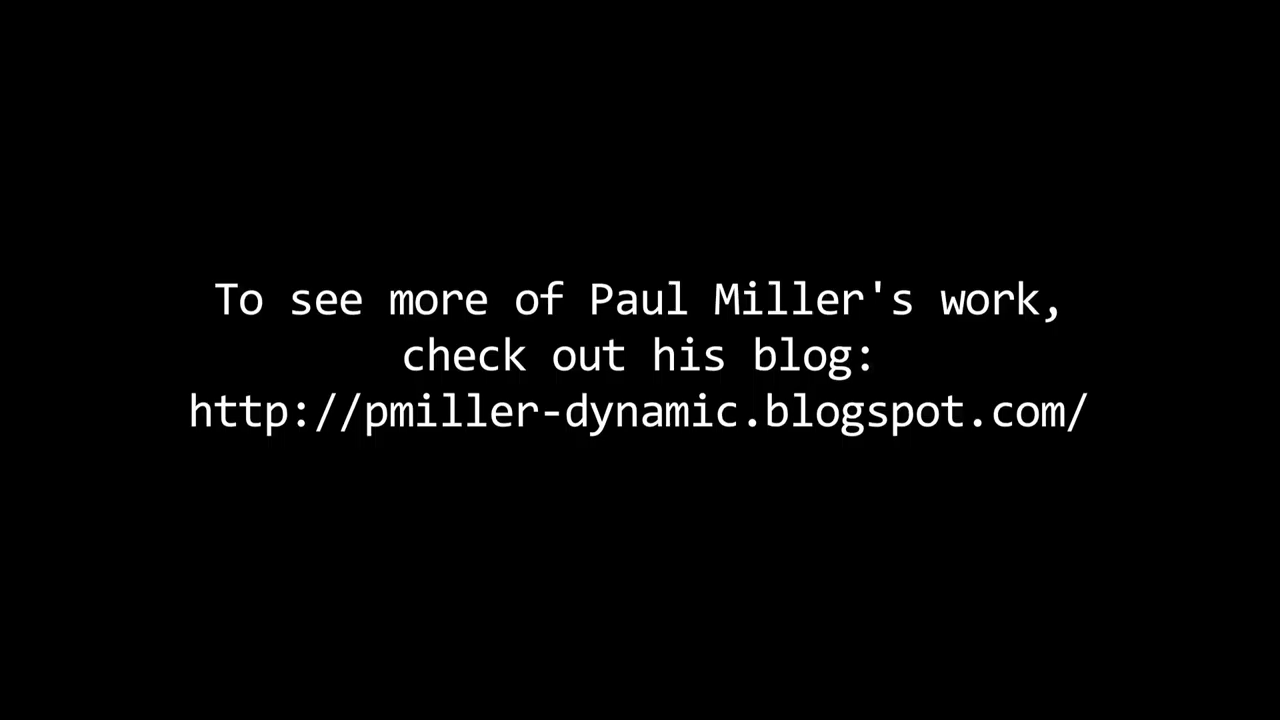 To see more of Paul Miller's work,
check out his blog:
http://pmiller-dynamic.blogspot.com/